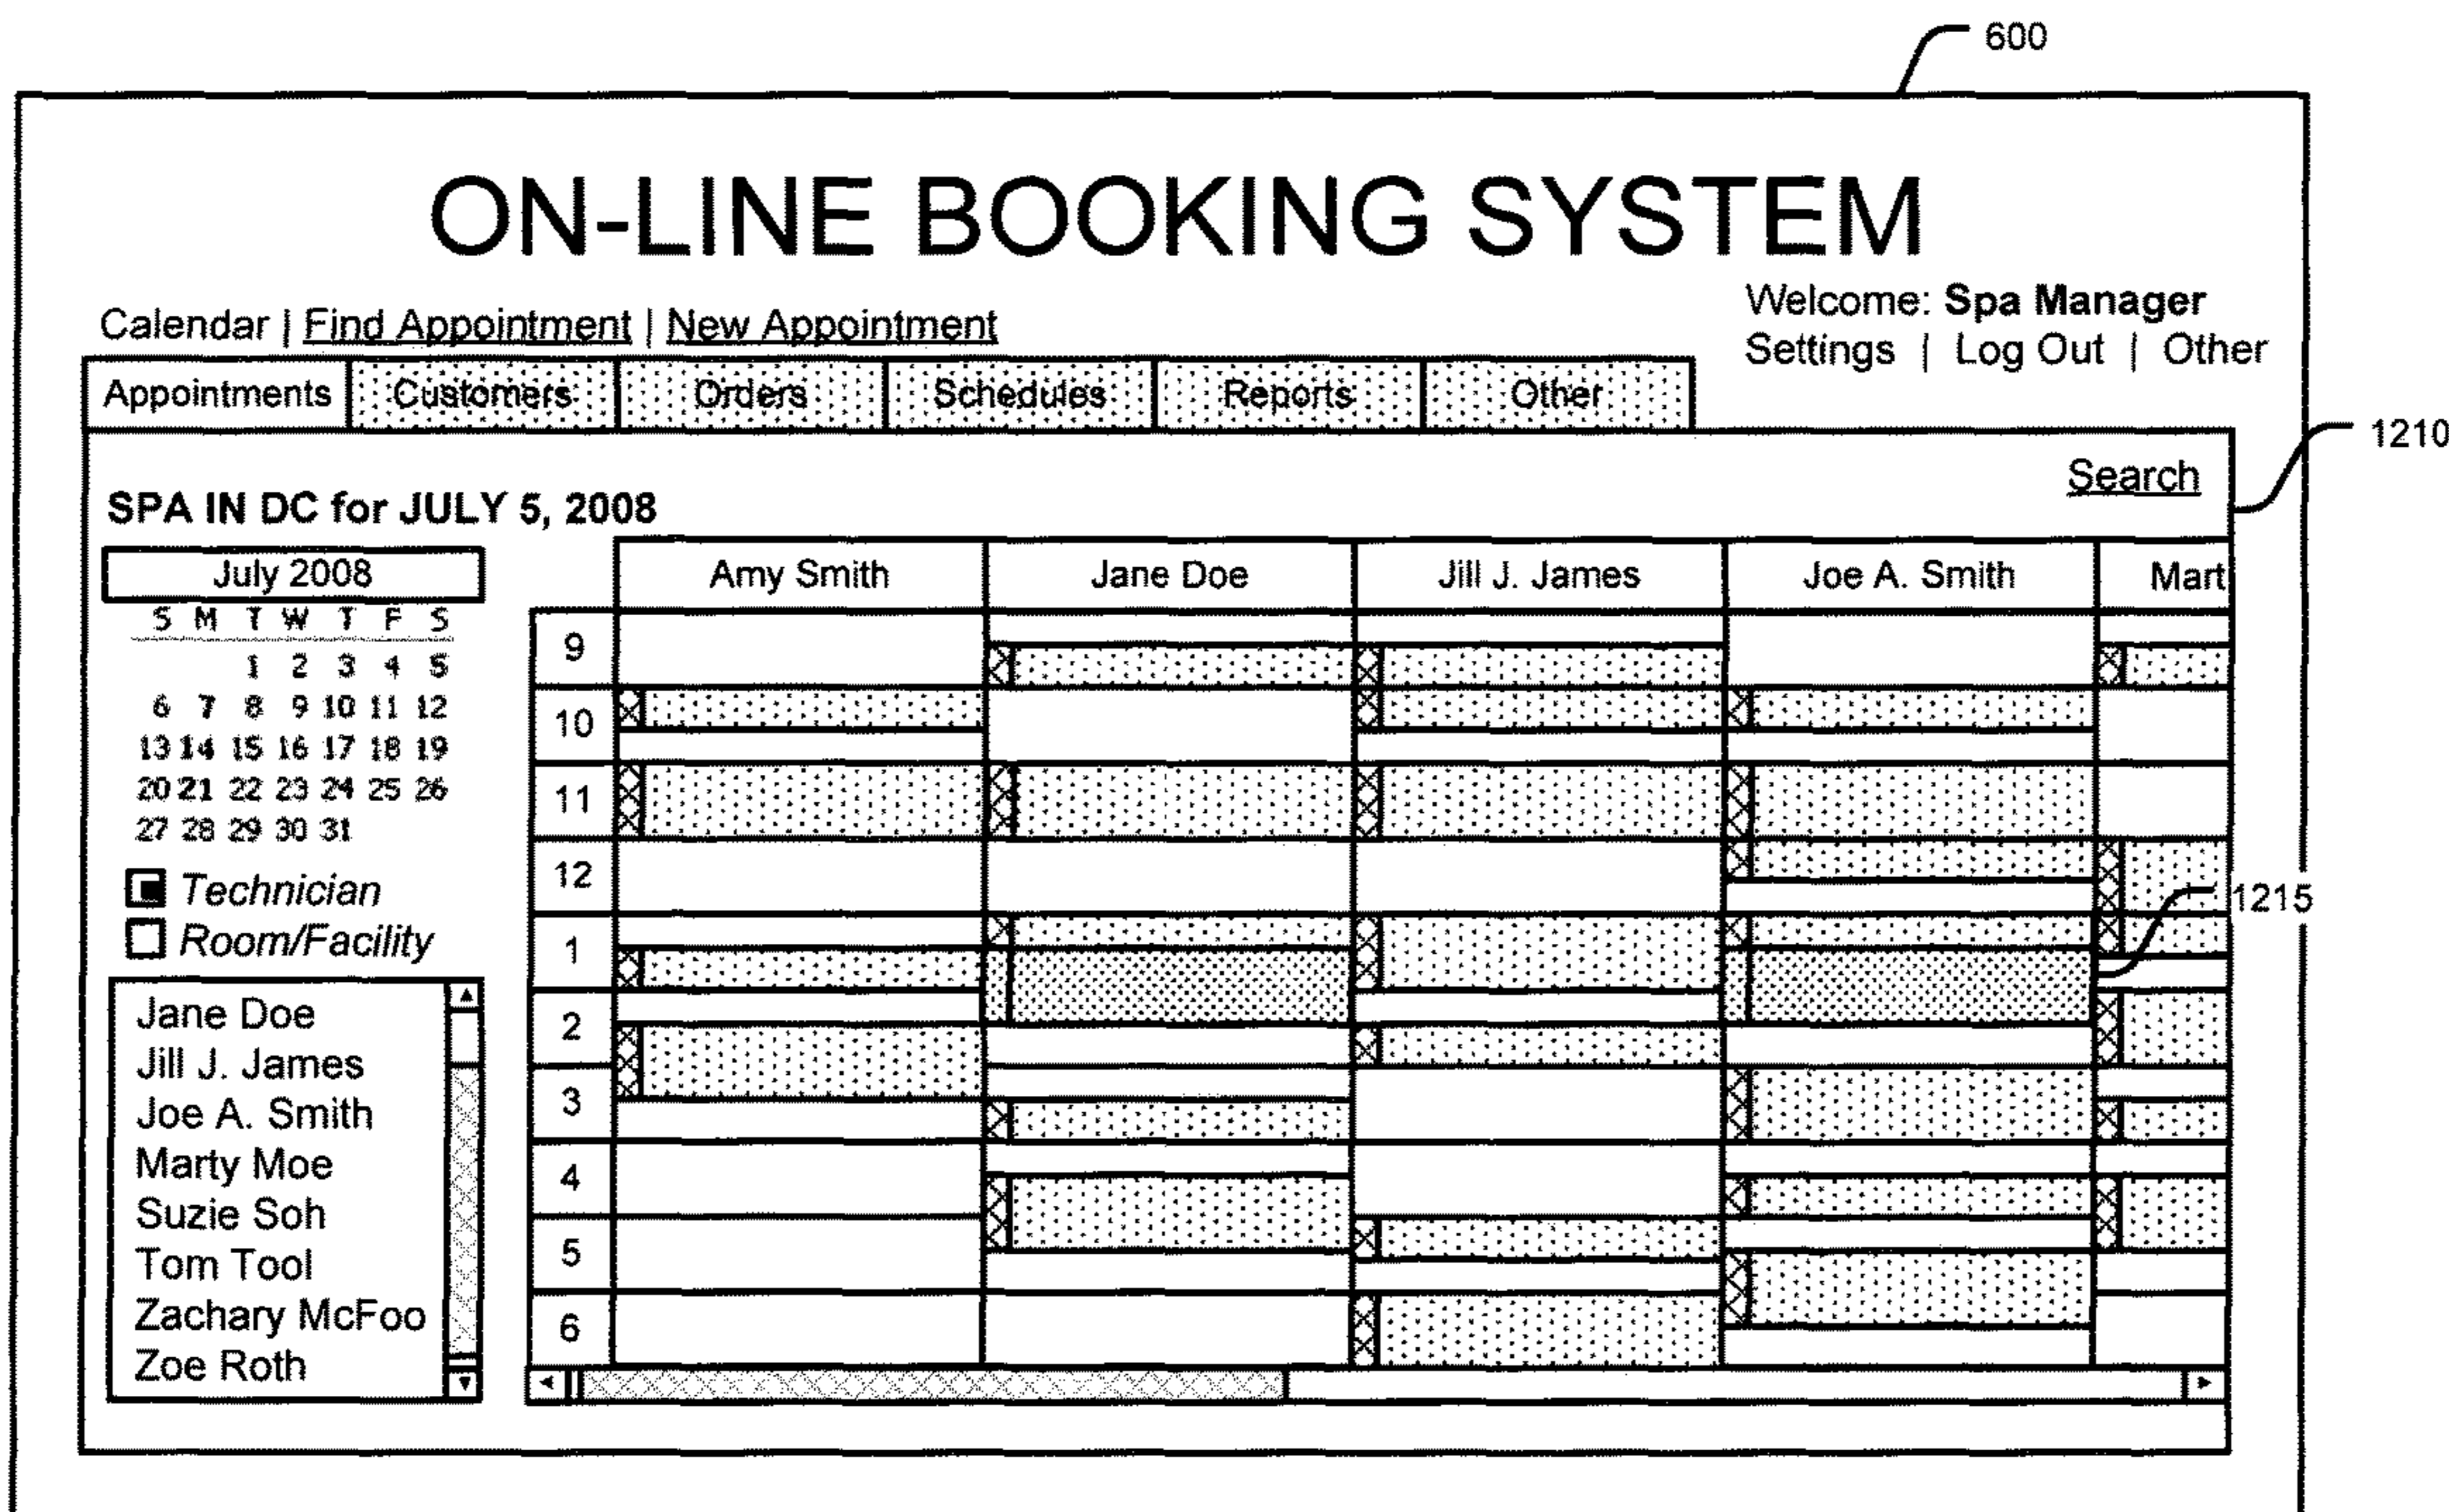 600
ON-LINE BOOKING SYSTEM
Welcome: Spa Manager
Calendar | Find Appointment | New Appointment
Settings | Log Out | Other
Appointments Customers Orders Schedules Reports Other
1210
Search
SPA IN DC for JULY 5, 2008
July 2008
S M T W T F S
1 2 3 4 5
6 7 8 9 10 11 12
13 14 15 16 17 18 19
20 21 22 23 24 25 26
27 28 29 30 31
Technician
Room/Facility
Jane Doe
Jill J. James
Joe A. Smith
Marty Moe
Suzie Soh
Tom Tool
Zachary McFoo
Zoe Roth
Amy Smith Jane Doe Jill J. James Joe A. Smith Mart
9
10
11
12
1215
1
2
3
4
5
6